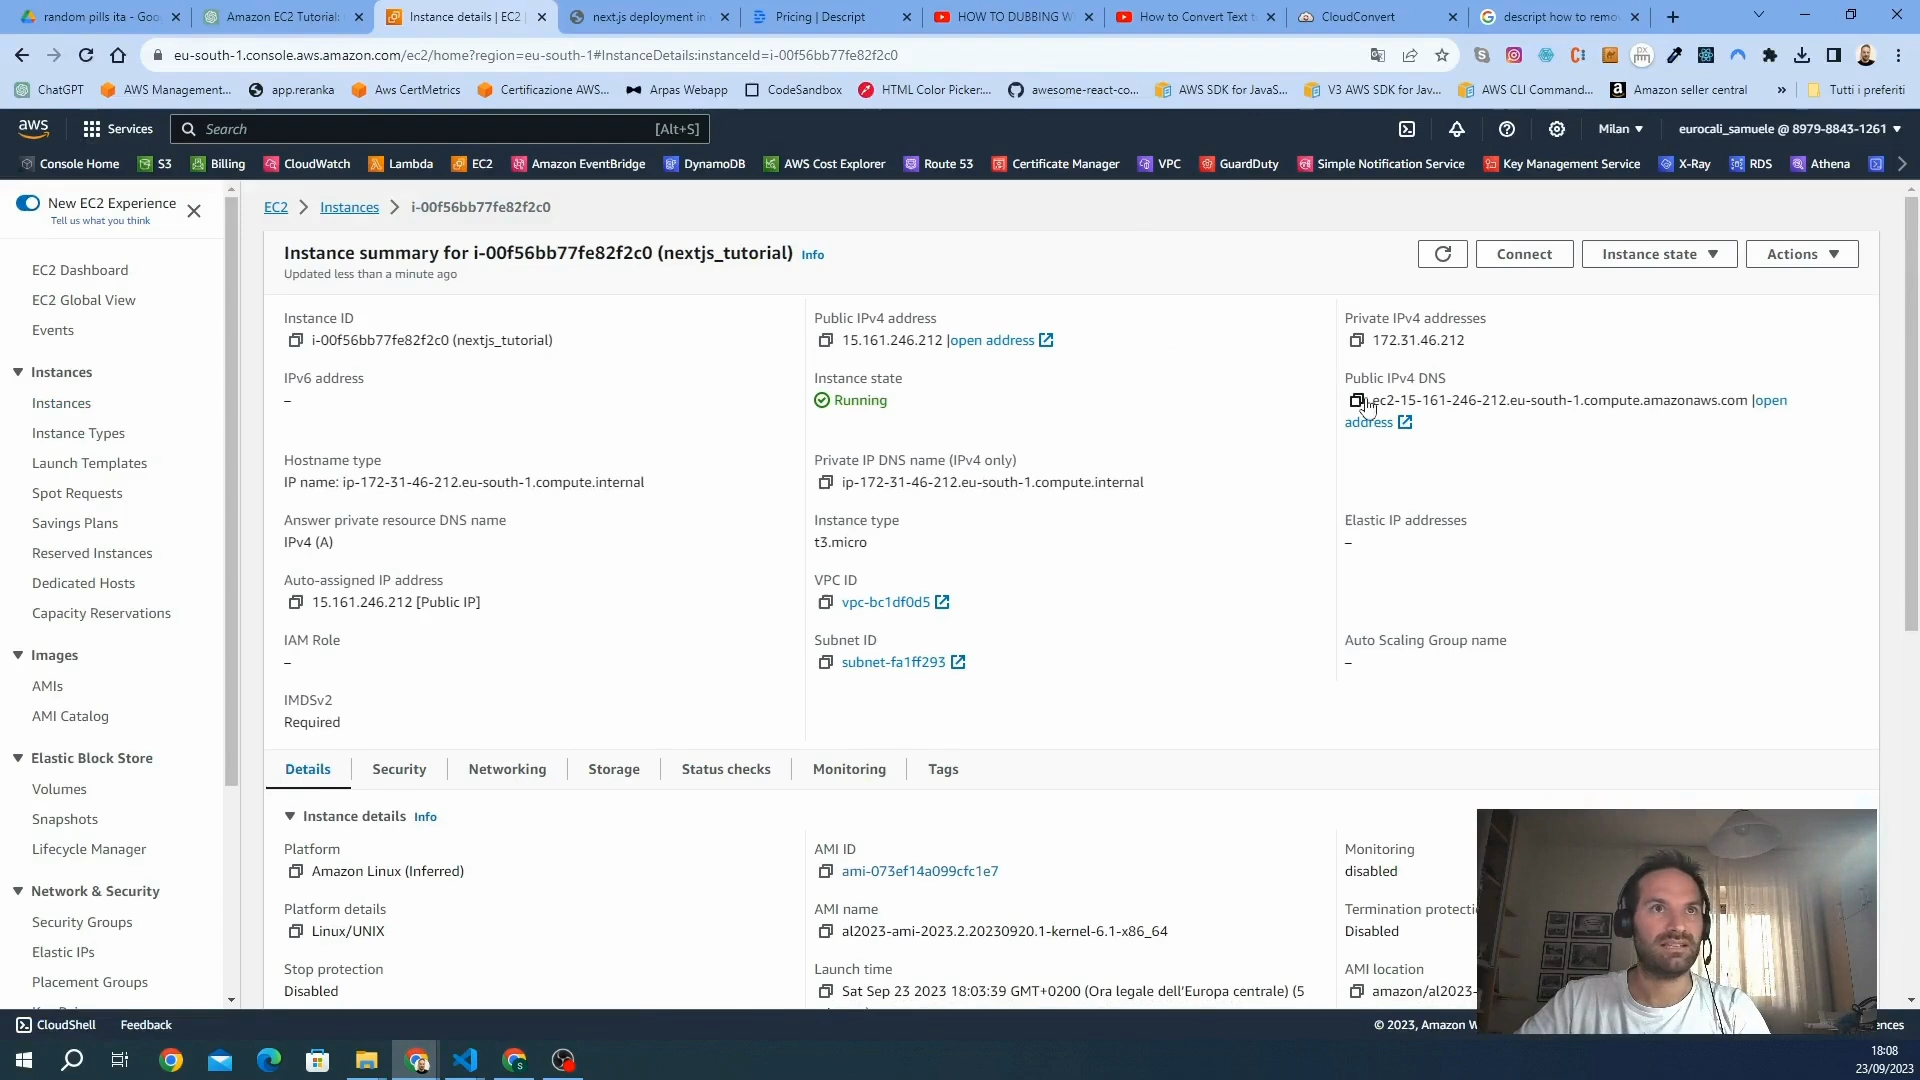 random pills ita - Goo
Amazon EC2 Tutorial:
Instance details | EC2
next.js deployment in
Pricing | Descript
HOW TO DUBBING W
How to Convert Text t
CloudConvert
descript how to remo
eu-south-1.console.aws.amazon.com/ec2/home?region=eu-south-1#InstanceDetails:instanceId=i-00f56bb77fe82f2c0
ChatGPT
AWS Management...
app.reranka
Aws CertMetrics
Certificazione AWS...
Arpas Webapp
CodeSandbox
HTML Color Picker:...
awesome-react-co...
AWS SDK for JavaS...
V3 AWS SDK for Jav...
AWS CLI Command...
Amazon seller central
»
Tutti i preferiti
aws
Services
Search
[Alt+S]
Milan
eurocali_samuele @ 8979-8843-1261
Console Home
S3
Billing
CloudWatch
Lambda
EC2
Amazon EventBridge
DynamoDB
AWS Cost Explorer
Route 53
Certificate Manager
VPC
GuardDuty
Simple Notification Service
Key Management Service
X-Ray
RDS
Athena
New EC2 Experience
Tell us what you think
EC2 Dashboard
EC2 Global View
Events
Instances
Instances
Instance Types
Launch Templates
Spot Requests
Savings Plans
Reserved Instances
Dedicated Hosts
Capacity Reservations
Images
AMIs
AMI Catalog
Elastic Block Store
Volumes
Snapshots
Lifecycle Manager
Network & Security
Security Groups
Elastic IPs
Placement Groups
EC2
Instances
i-00f56bb77fe82f2c0
Instance summary for i-00f56bb77fe82f2c0 (nextjs_tutorial) Info
Updated less than a minute ago
Connect
Instance state
Actions
Instance ID
i-00f56bb77fe82f2c0 (nextjs_tutorial)
Public IPv4 address
15.161.246.212 |open address
Private IPv4 addresses
172.31.46.212
IPv6 address
–
Instance state
Running
Public IPv4 DNS
ec2-15-161-246-212.eu-south-1.compute.amazonaws.com |open
address
Hostname type
IP name: ip-172-31-46-212.eu-south-1.compute.internal
Private IP DNS name (IPv4 only)
ip-172-31-46-212.eu-south-1.compute.internal
Answer private resource DNS name
IPv4 (A)
Instance type
t3.micro
Elastic IP addresses
–
Auto-assigned IP address
15.161.246.212 [Public IP]
VPC ID
vpc-bc1df0d5
IAM Role
–
Subnet ID
subnet-fa1ff293
Auto Scaling Group name
–
IMDSv2
Required
Details
Security
Networking
Storage
Status checks
Monitoring
Tags
Instance details Info
Platform
Amazon Linux (Inferred)
AMI ID
ami-073ef14a099cfc1e7
Monitoring
disabled
Platform details
Linux/UNIX
AMI name
al2023-ami-2023.2.20230920.1-kernel-6.1-x86_64
Termination protecti
Disabled
Stop protection
Disabled
Launch time
Sat Sep 23 2023 18:03:39 GMT+0200 (Ora legale dell'Europa centrale) (5
AMI location
amazon/al2023-
CloudShell
Feedback
© 2023, Amazon W
ences
18:08
23/09/2023